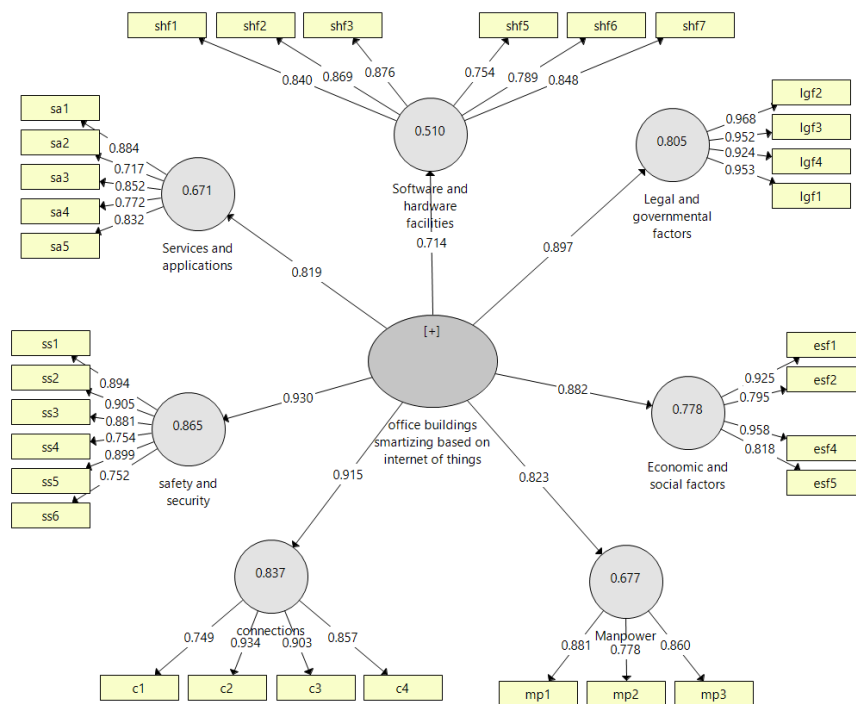 shf1
shf2
shf3
shf5
shf6
shf7
0.840
0.869
0.876
0.754
0.789
0.848
0.510
Software and
hardware
facilities
0.714
sa1
sa2
sa3
sa4
sa5
0.884
0.717
0.852
0.772
0.832
0.671
Services and
applications
0.819
lgf2
lgf3
lgf4
lgf1
0.968
0.952
0.924
0.953
0.805
Legal and
governmental
factors
0.897
[+]
office buildings
smartizing based on
internet of things
ss1
ss2
ss3
ss4
ss5
ss6
0.894
0.905
0.881
0.754
0.899
0.752
0.865
safety and
security
0.930
esf1
esf2
esf4
esf5
0.925
0.795
0.958
0.818
0.778
Economic and
social factors
0.882
0.915
0.823
0.837
connections
0.749
0.934
0.903
0.857
c1
c2
c3
c4
0.677
Manpower
0.881
0.778
0.860
mp1
mp2
mp3